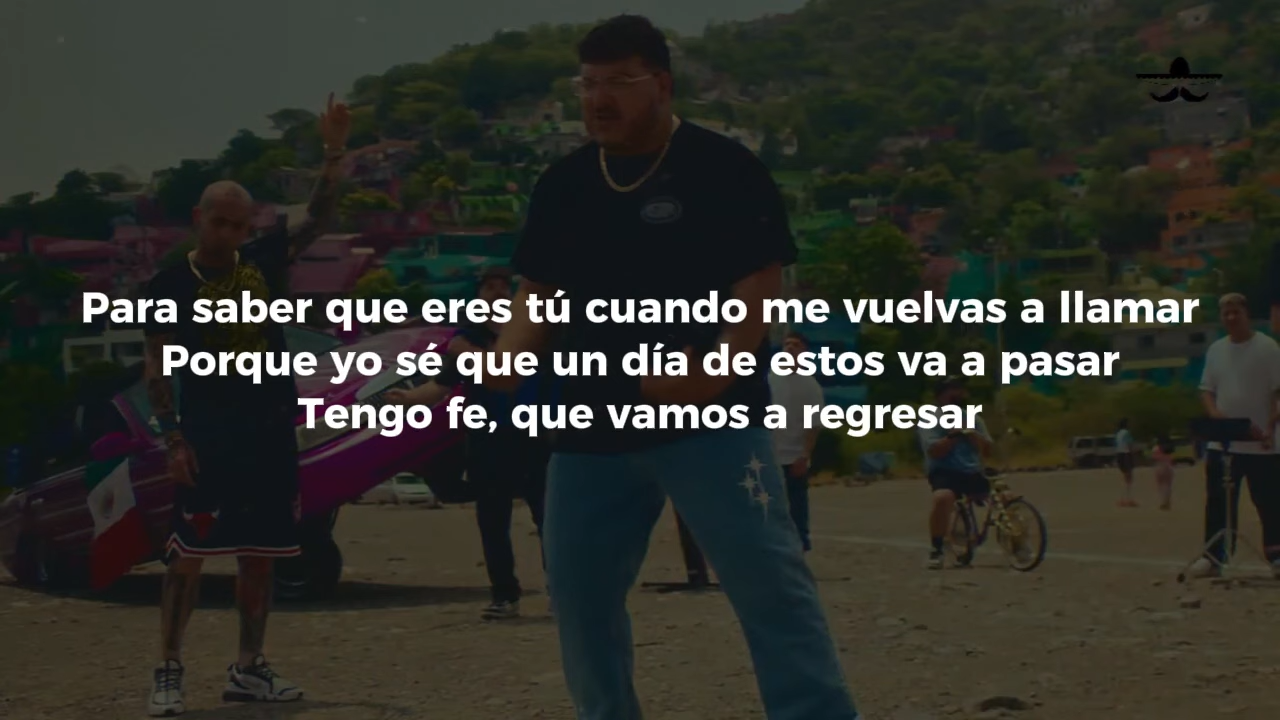 Para saber que eres tú cuando me vuelvas a llamar
Porque yo sé que un día de estos va a pasar
Tengo fe, que vamos a regresar